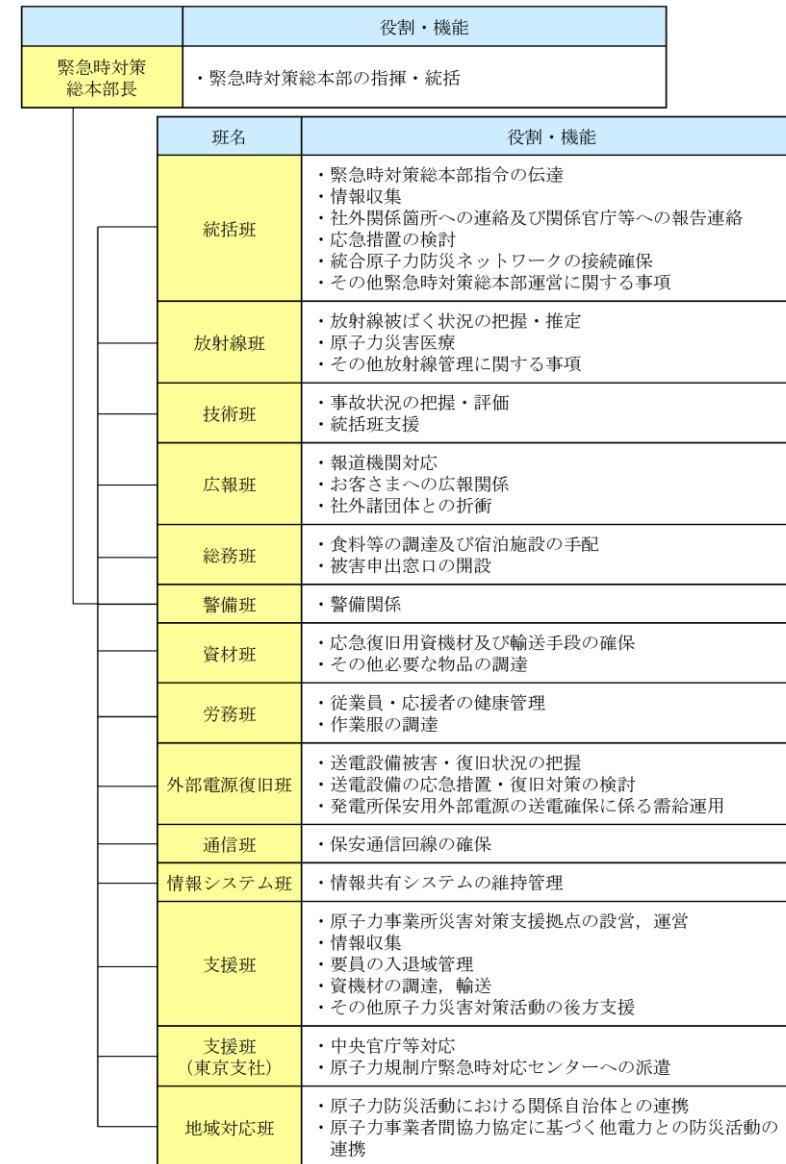 役割・機能
緊急時対策
総本部長
・緊急時対策総本部の指揮・統括
班名
役割・機能
統括班
・緊急時対策総本部指令の伝達
・情報収集
・社外関係箇所への連絡及び関係官庁等への報告連絡
・応急措置の検討
・統合原子力防災ネットワークの接続確保
・その他緊急時対策総本部運営に関する事項
放射線班
・放射線被ばく状況の把握・推定
・原子力災害医療
・その他放射線管理に関する事項
技術班
・事故状況の把握・評価
・統括班支援
広報班
・報道機関対応
・お客さまへの広報関係
・社外諸団体との折衝
総務班
・食料等の調達及び宿泊施設の手配
・被害申出窓口の開設
警備班
・警備関係
資材班
・応急復旧用資機材及び輸送手段の確保
・その他必要な物品の調達
労務班
・従業員・応援者の健康管理
・作業服の調達
外部電源復旧班
・送電設備被害・復旧状況の把握
・送電設備の応急措置・復旧対策の検討
・発電所保安用外部電源の送電確保に係る需給運用
通信班
・保安通信回線の確保
情報システム班
・情報共有システムの維持管理
支援班
・原子力事業所災害対策支援拠点の設営，運営
・情報収集
・要員の入退域管理
・資機材の調達，輸送
・その他原子力災害対策活動の後方支援
支援班
（東京支社）
・中央官庁等対応
・原子力規制庁緊急時対応センターへの派遣
地域対応班
・原子力防災活動における関係自治体との連携
・原子力事業者間協力協定に基づく他電力との防災活動の
連携